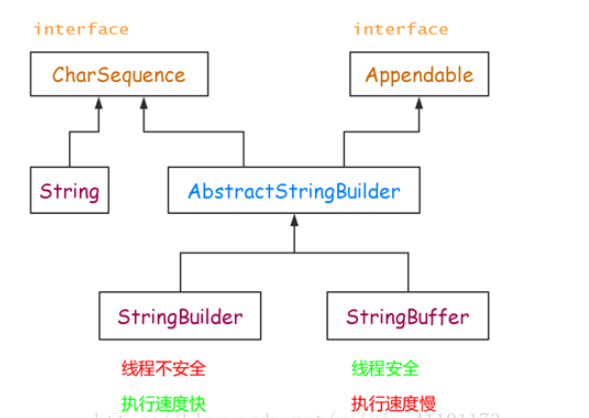 interface interface
CharSequence Appendable
String AbstractStringBuilder
StringBuilder StringBuffer
线程不安全 线程安全
执行速度快 执行速度慢